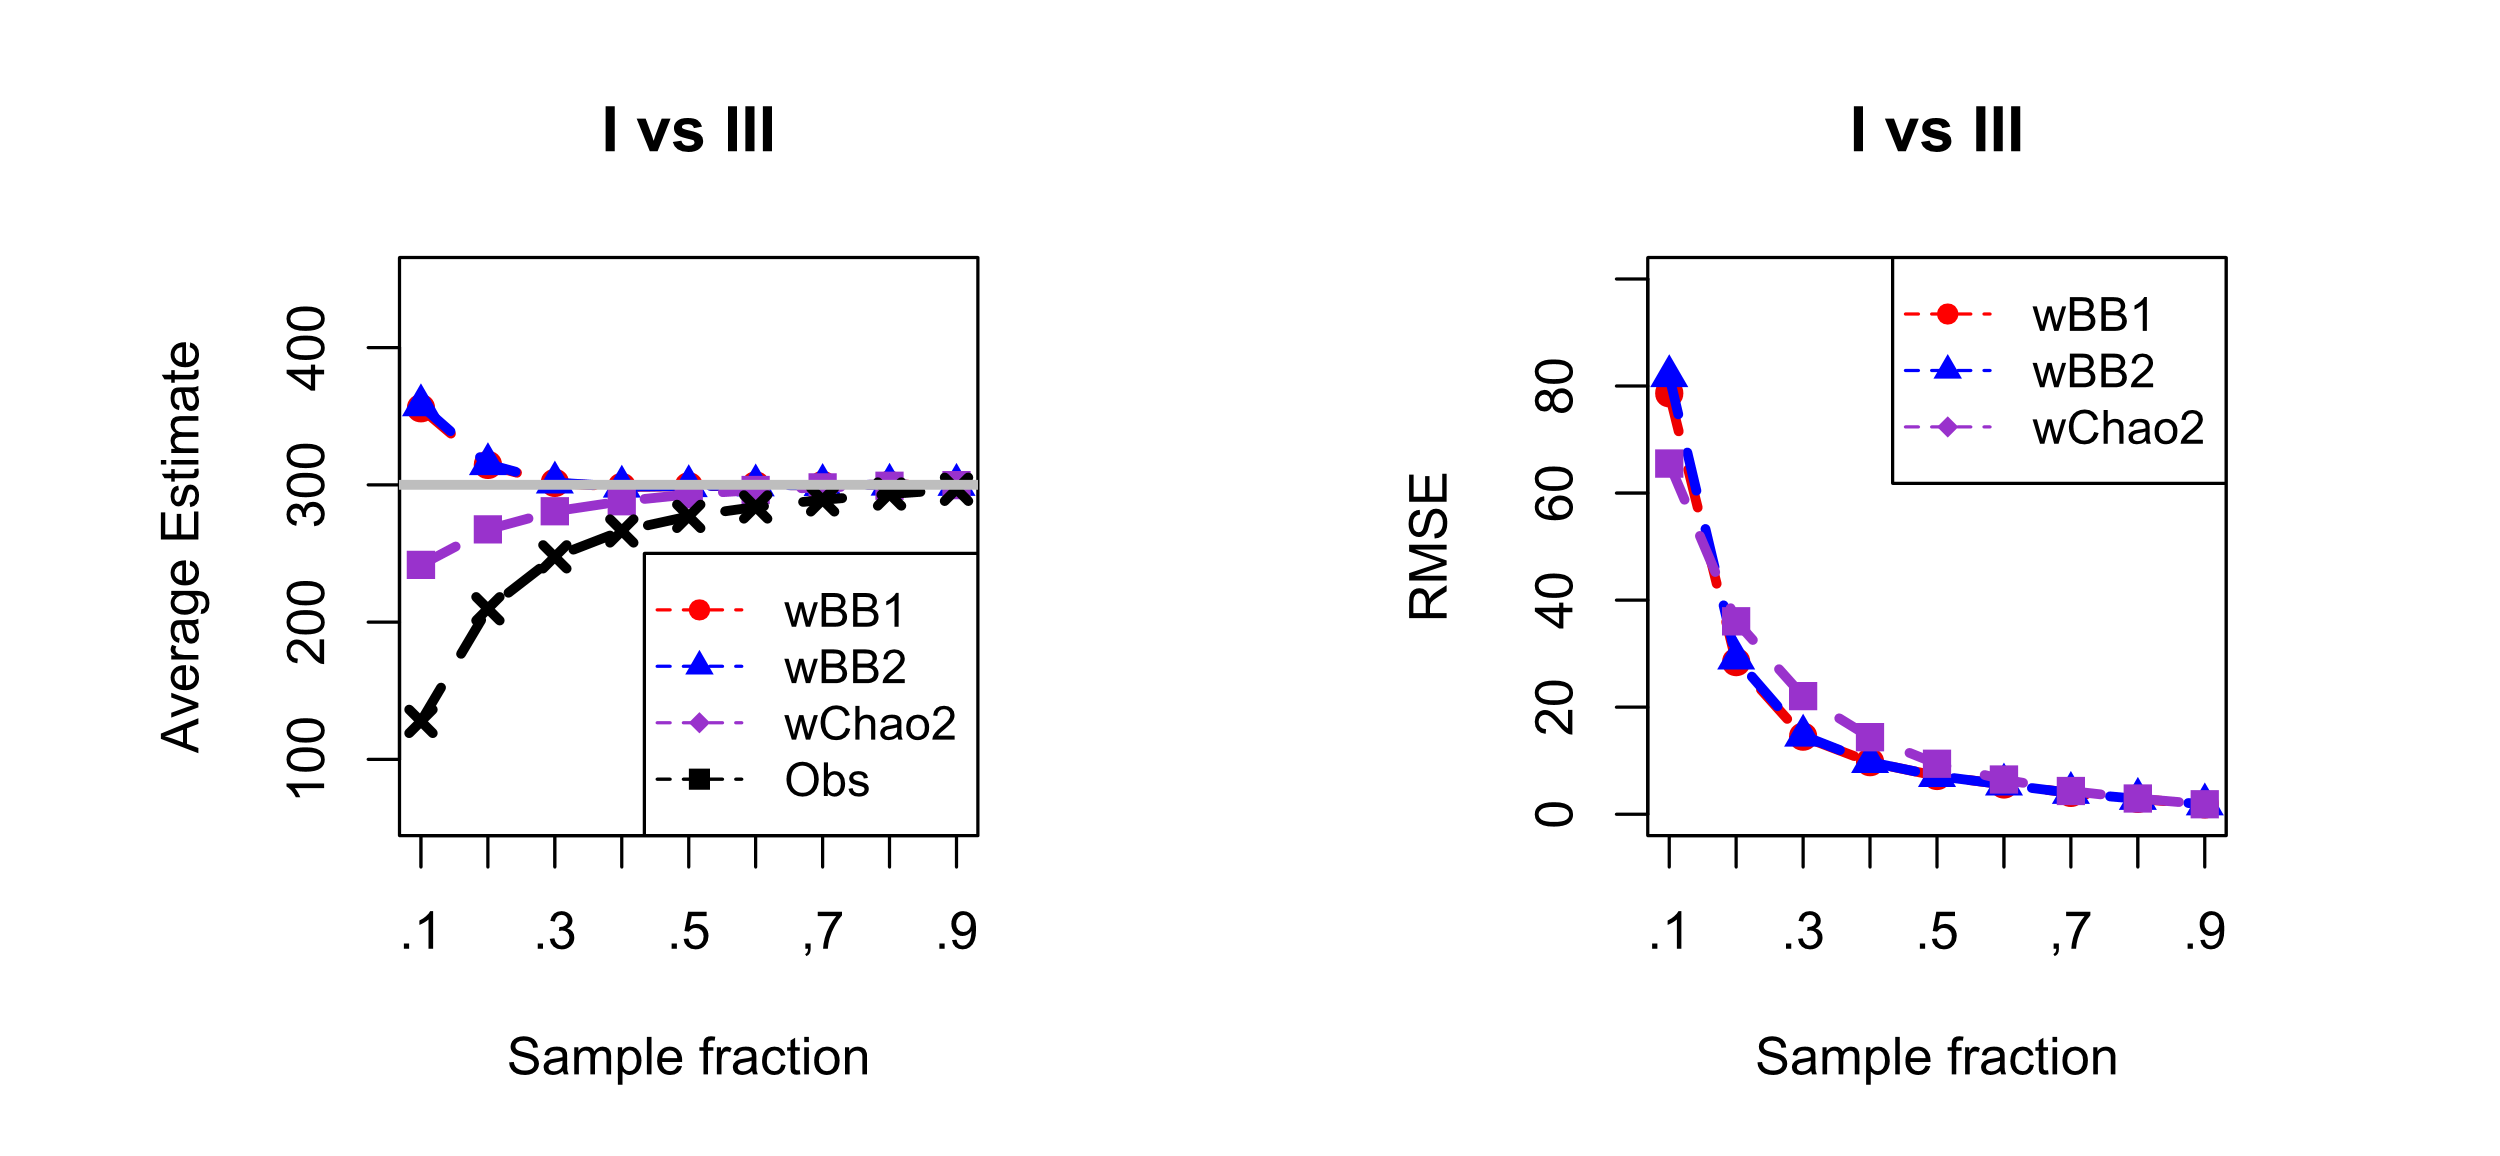 I vs III
Average Estimate
400
300
200
100
wBB1
wBB2
wChao2
Obs
.1 .3 .5 ,7 .9
Sample fraction
I vs III
RMSE
80
60
40
20
0
wBB1
wBB2
wChao2
.1 .3 .5 ,7 .9
Sample fraction